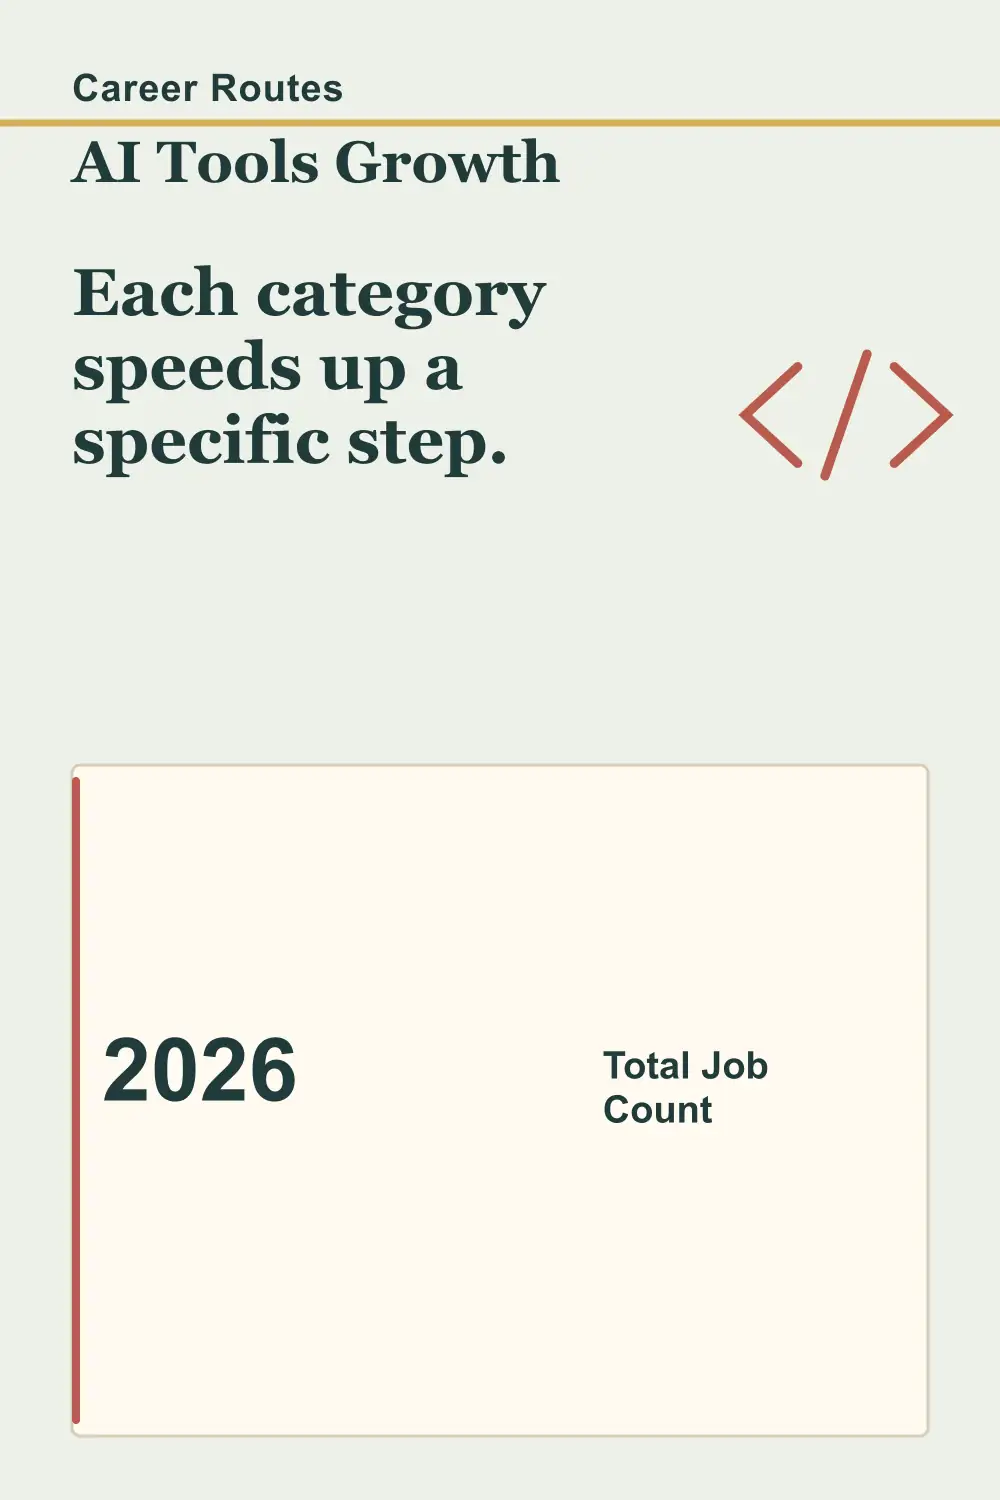 Career Routes
AI Tools Growth
Each category
speeds up a
specific step.
2026
Total Job
Count